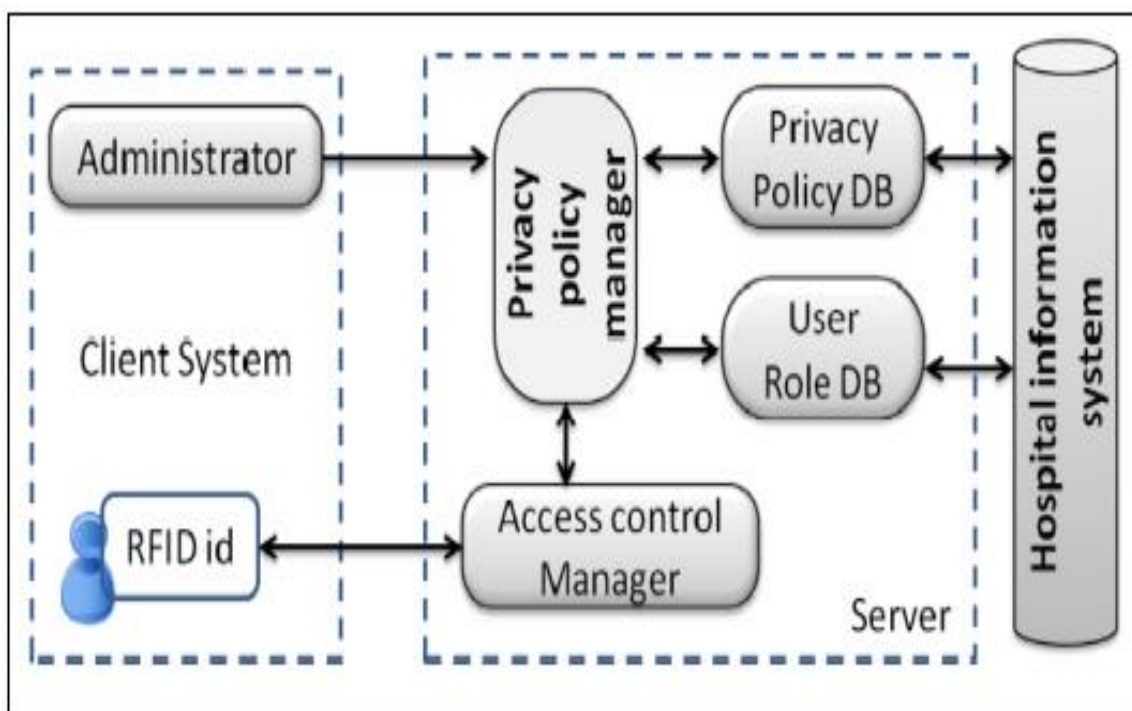 Administrator
Client System
RFID id
Privacy
policy
manager
Privacy
Policy DB
User
Role DB
Access control
Manager
Server
Hospital information
system